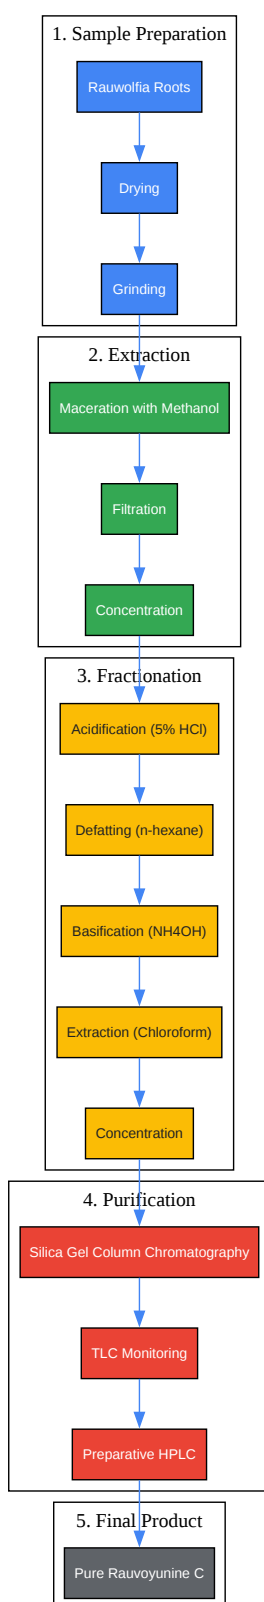 1. Sample Preparation
Rauwolfia Roots
Drying
Grinding
2. Extraction
Maceration with Methanol
Filtration
Concentration
3. Fractionation
Acidification (5% HCl)
Defatting (n-hexane)
Basification (NH4OH)
Extraction (Chloroform)
Concentration
4. Purification
Silica Gel Column Chromatography
TLC Monitoring
Preparative HPLC
5. Final Product
Pure Rauvoyunine C